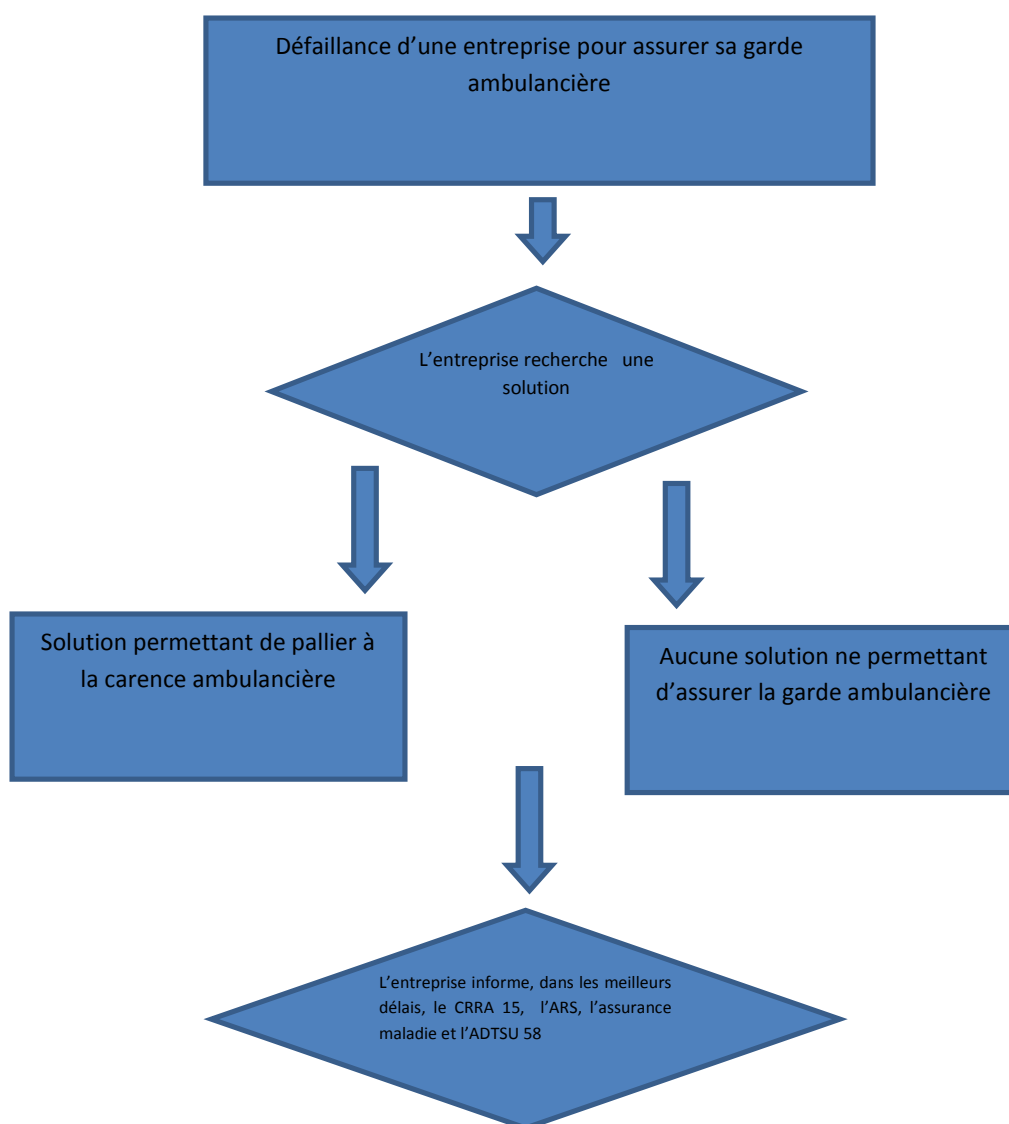 Défaillance d’une entreprise pour assurer sa garde
ambulancière
L’entreprise recherche une
solution
Solution permettant de pallier à
la carence ambulancière
Aucune solution ne permettant
d’assurer la garde ambulancière
L’entreprise informe, dans les meilleurs
délais, le CRRA 15, l’ARS, l’assurance
maladie et l’ADTSU 58